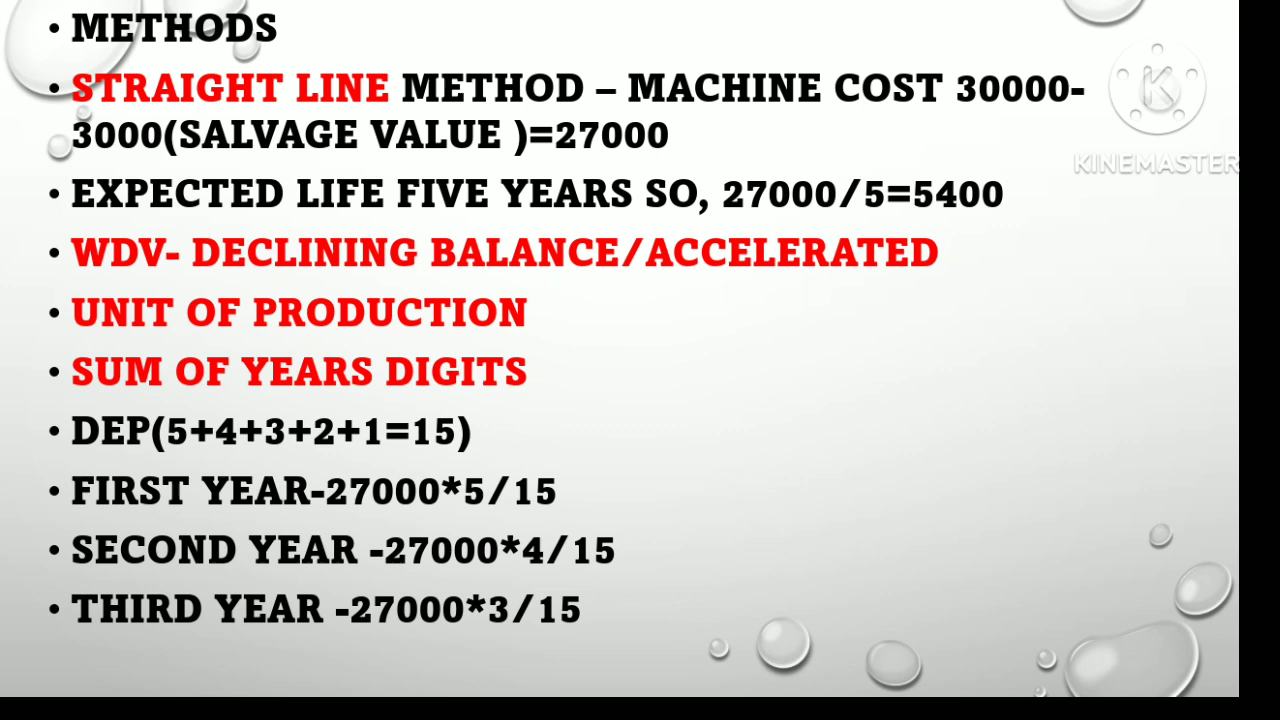 • METHODS
• STRAIGHT LINE METHOD – MACHINE COST 30000-
3000(SALVAGE VALUE )=27000
• EXPECTED LIFE FIVE YEARS SO, 27000/5=5400
• WDV- DECLINING BALANCE/ACCELERATED
• UNIT OF PRODUCTION
• SUM OF YEARS DIGITS
• DEP(5+4+3+2+1=15)
• FIRST YEAR-27000*5/15
• SECOND YEAR -27000*4/15
• THIRD YEAR -27000*3/15
K
KINEMASTER